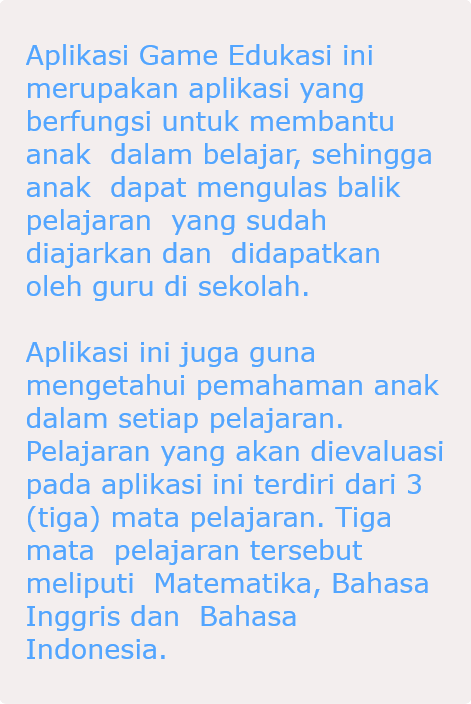 Aplikasi Game Edukasi ini
merupakan aplikasi yang
berfungsi untuk membantu
anak  dalam belajar, sehingga
anak  dapat mengulas balik
pelajaran  yang sudah
diajarkan dan  didapatkan
oleh guru di sekolah.

Aplikasi ini juga guna
mengetahui pemahaman anak
dalam setiap pelajaran.
Pelajaran yang akan dievaluasi
pada aplikasi ini terdiri dari 3
(tiga) mata pelajaran. Tiga
mata  pelajaran tersebut
meliputi  Matematika, Bahasa
Inggris dan  Bahasa
Indonesia.